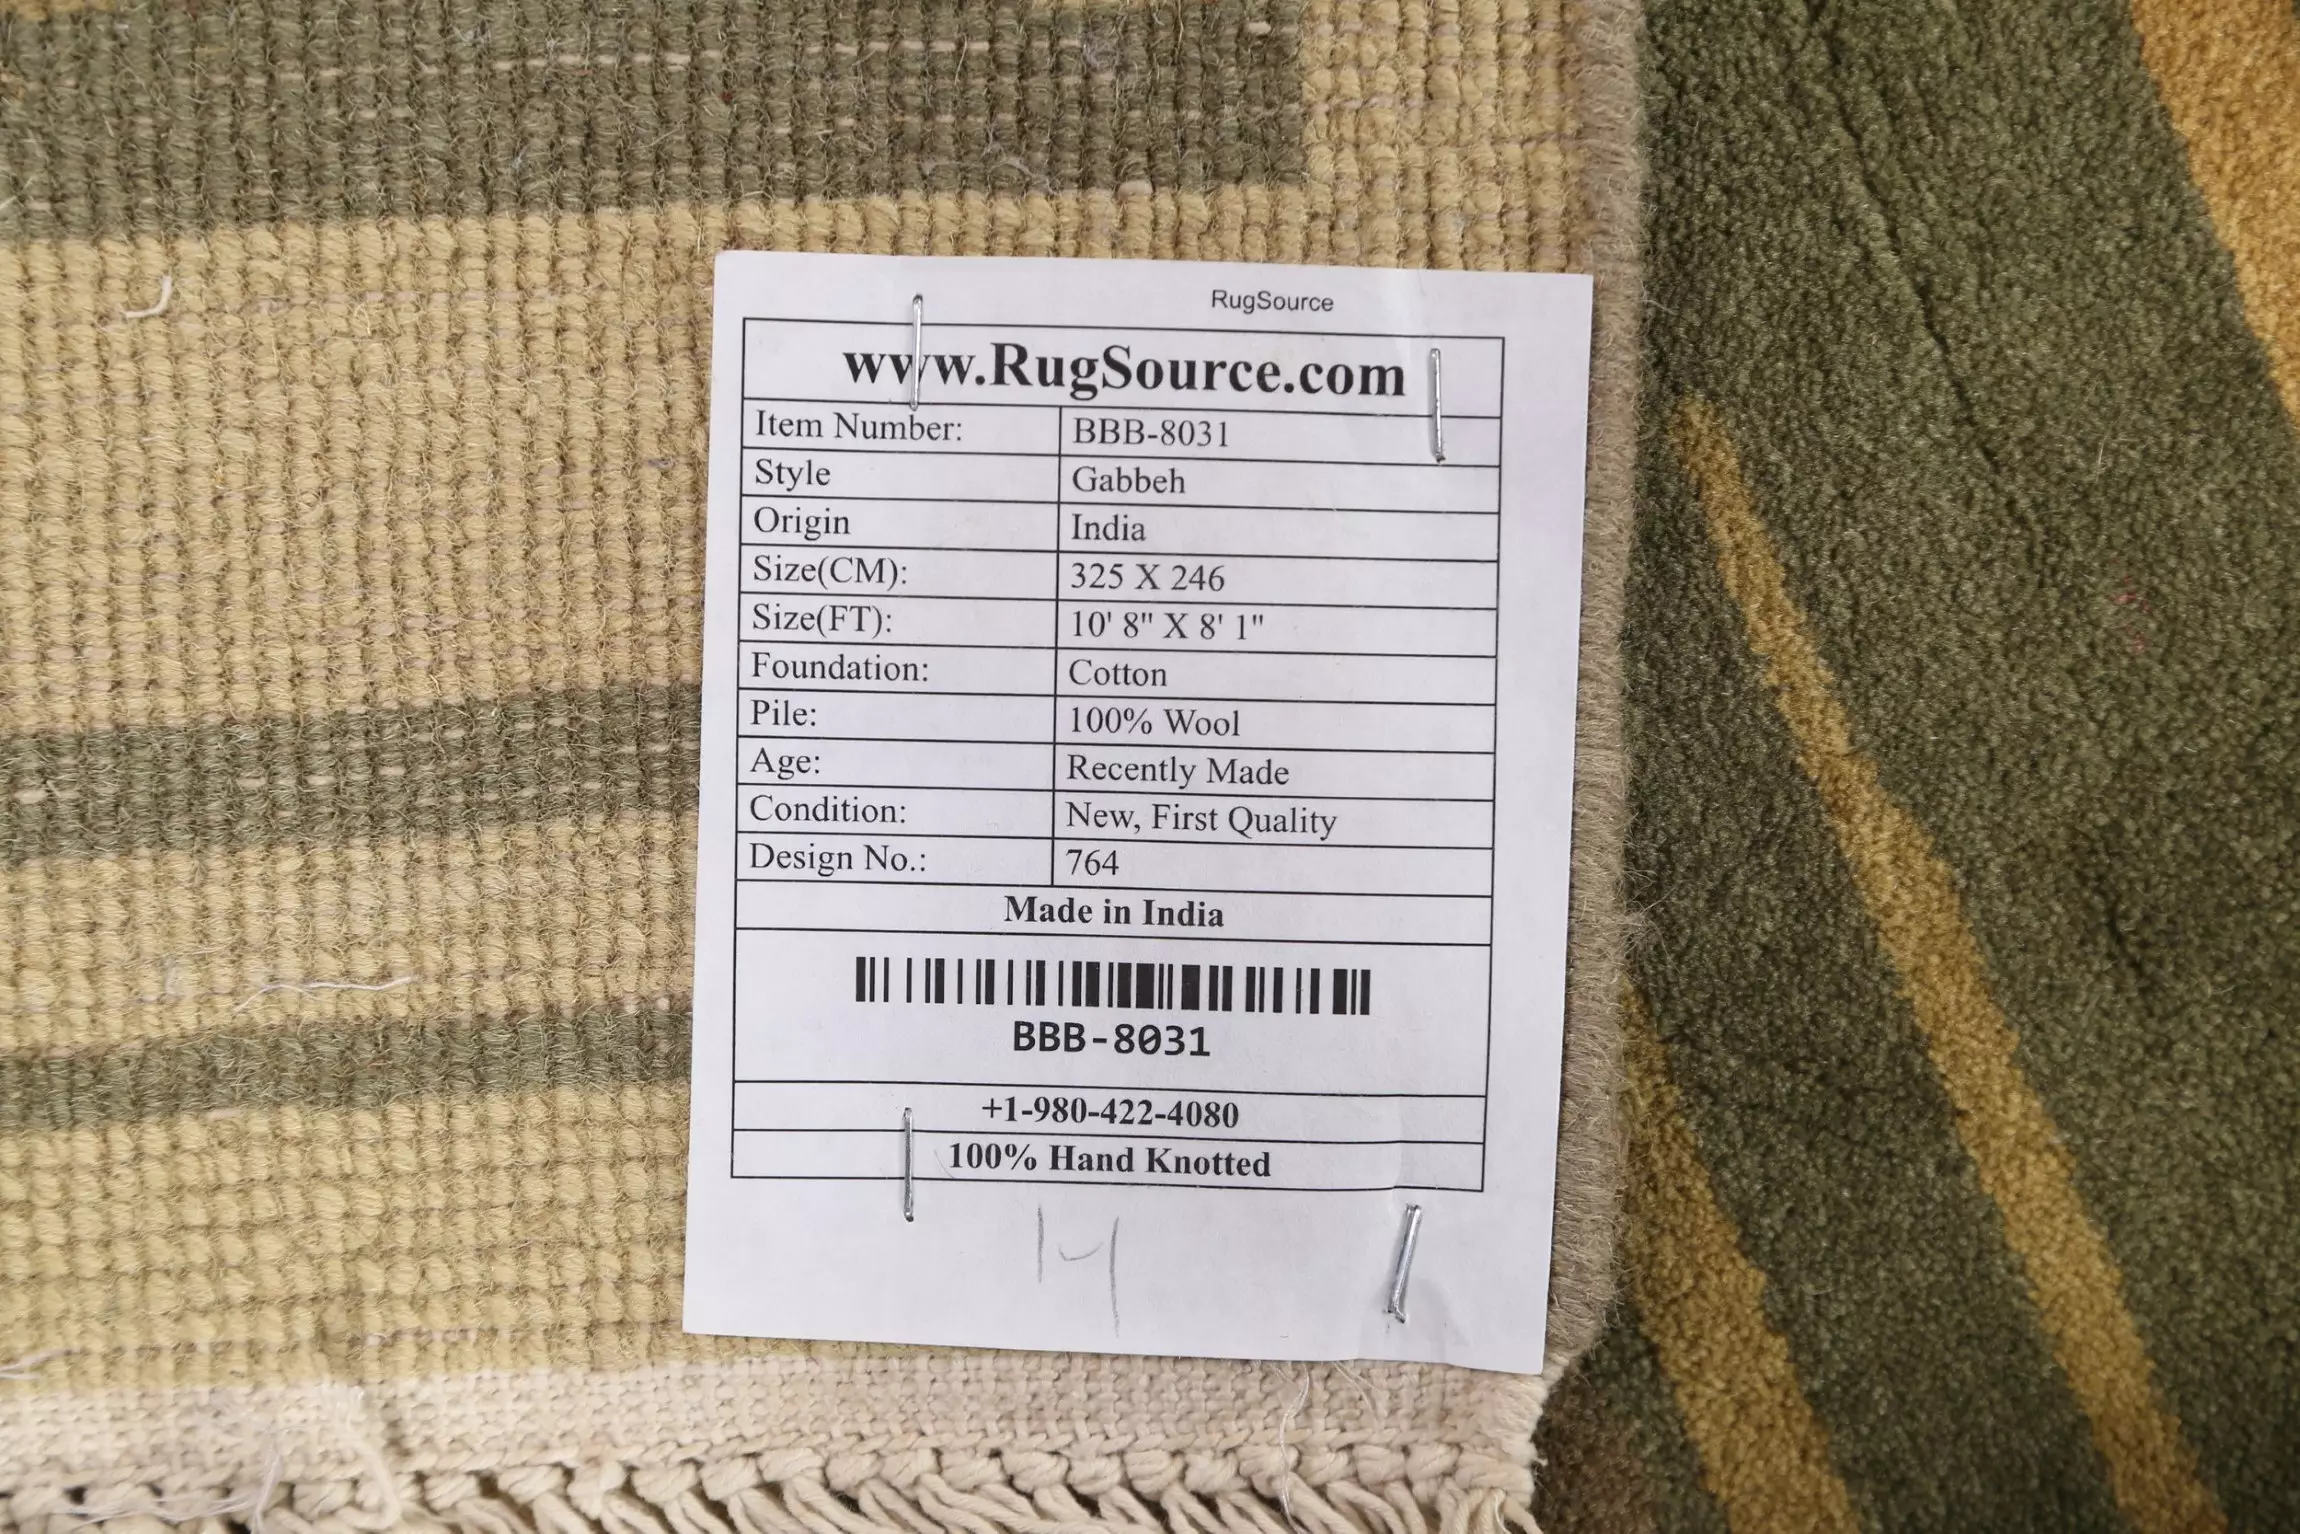 RugSource
www.RugSource.com
Item Number: BBB-8031
Style Gabbeh
Origin India
Size(CM): 325 X 246
Size(FT): 10' 8" X 8' 1"
Foundation: Cotton
Pile: 100% Wool
Age: Recently Made
Condition: New, First Quality
Design No.: 764
Made in India
BBB-8031
+1-980-422-4080
100% Hand Knotted